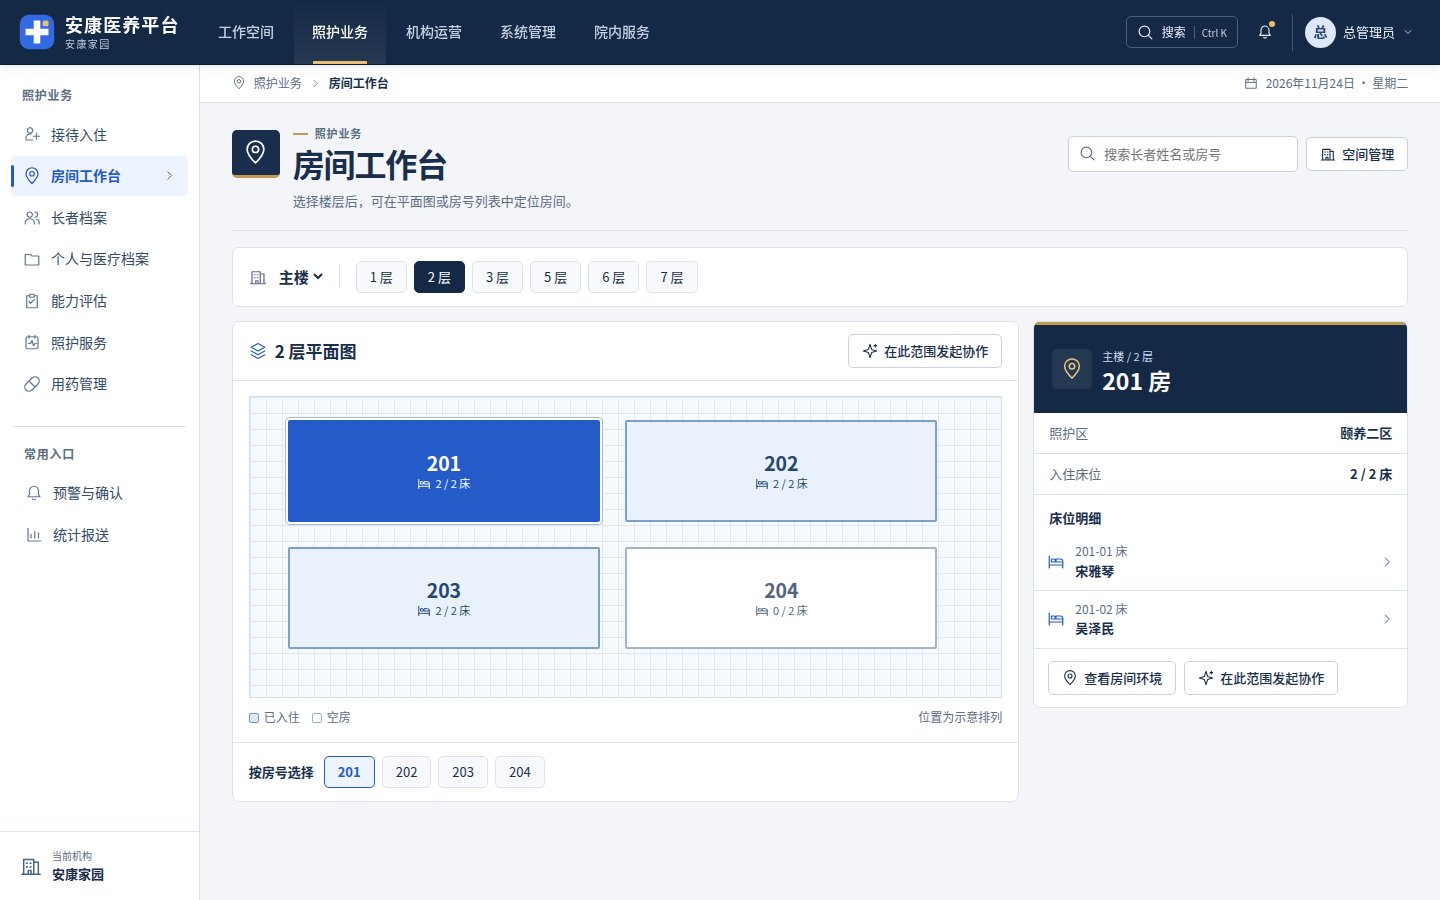 安康医养平台
安康家园
工作空间
照护业务
机构运营
系统管理
院内服务
搜索
Ctrl K
总
总管理员
照护业务
接待入住
房间工作台
长者档案
个人与医疗档案
能力评估
照护服务
用药管理
常用入口
预警与确认
统计报送
当前机构
安康家园
照护业务
房间工作台
2026年11月24日 · 星期二
照护业务
房间工作台
选择楼层后，可在平面图或房号列表中定位房间。
搜索长者姓名或房号
空间管理
主楼
1 层
2 层
3 层
5 层
6 层
7 层
2 层平面图
在此范围发起协作
201
2 / 2 床
202
2 / 2 床
203
2 / 2 床
204
0 / 2 床
已入住
空房
位置为示意排列
按房号选择
201
202
203
204
主楼 / 2 层
201 房
照护区
颐养二区
入住床位
2 / 2 床
床位明细
201-01 床
宋雅琴
201-02 床
吴泽民
查看房间环境
在此范围发起协作